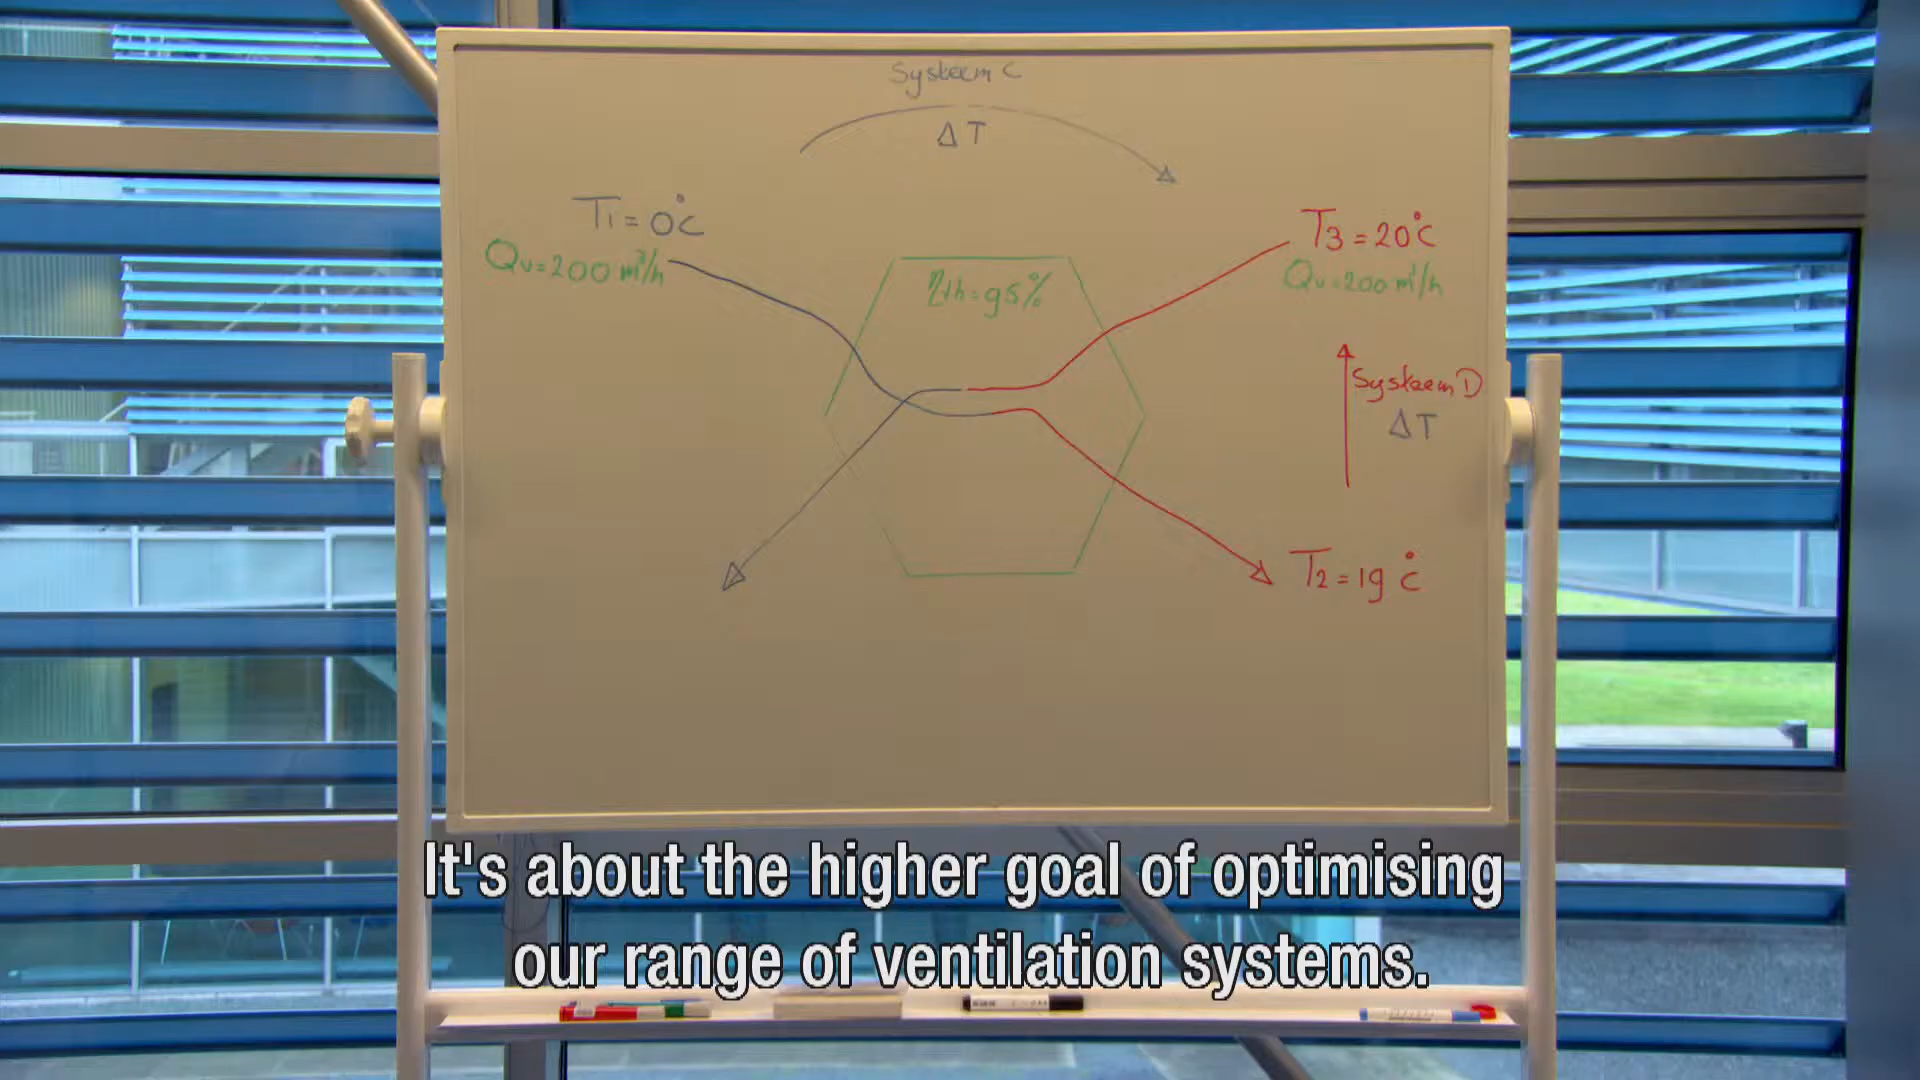 Systeem C
ΔT
T1 = 0°C
Qv = 200 m³/h
ηth = 95%
T3 = 20°C
Qv = 200 m³/h
Systeem D
ΔT
T2 = 19°C
It's about the higher goal of optimising
our range of ventilation systems.